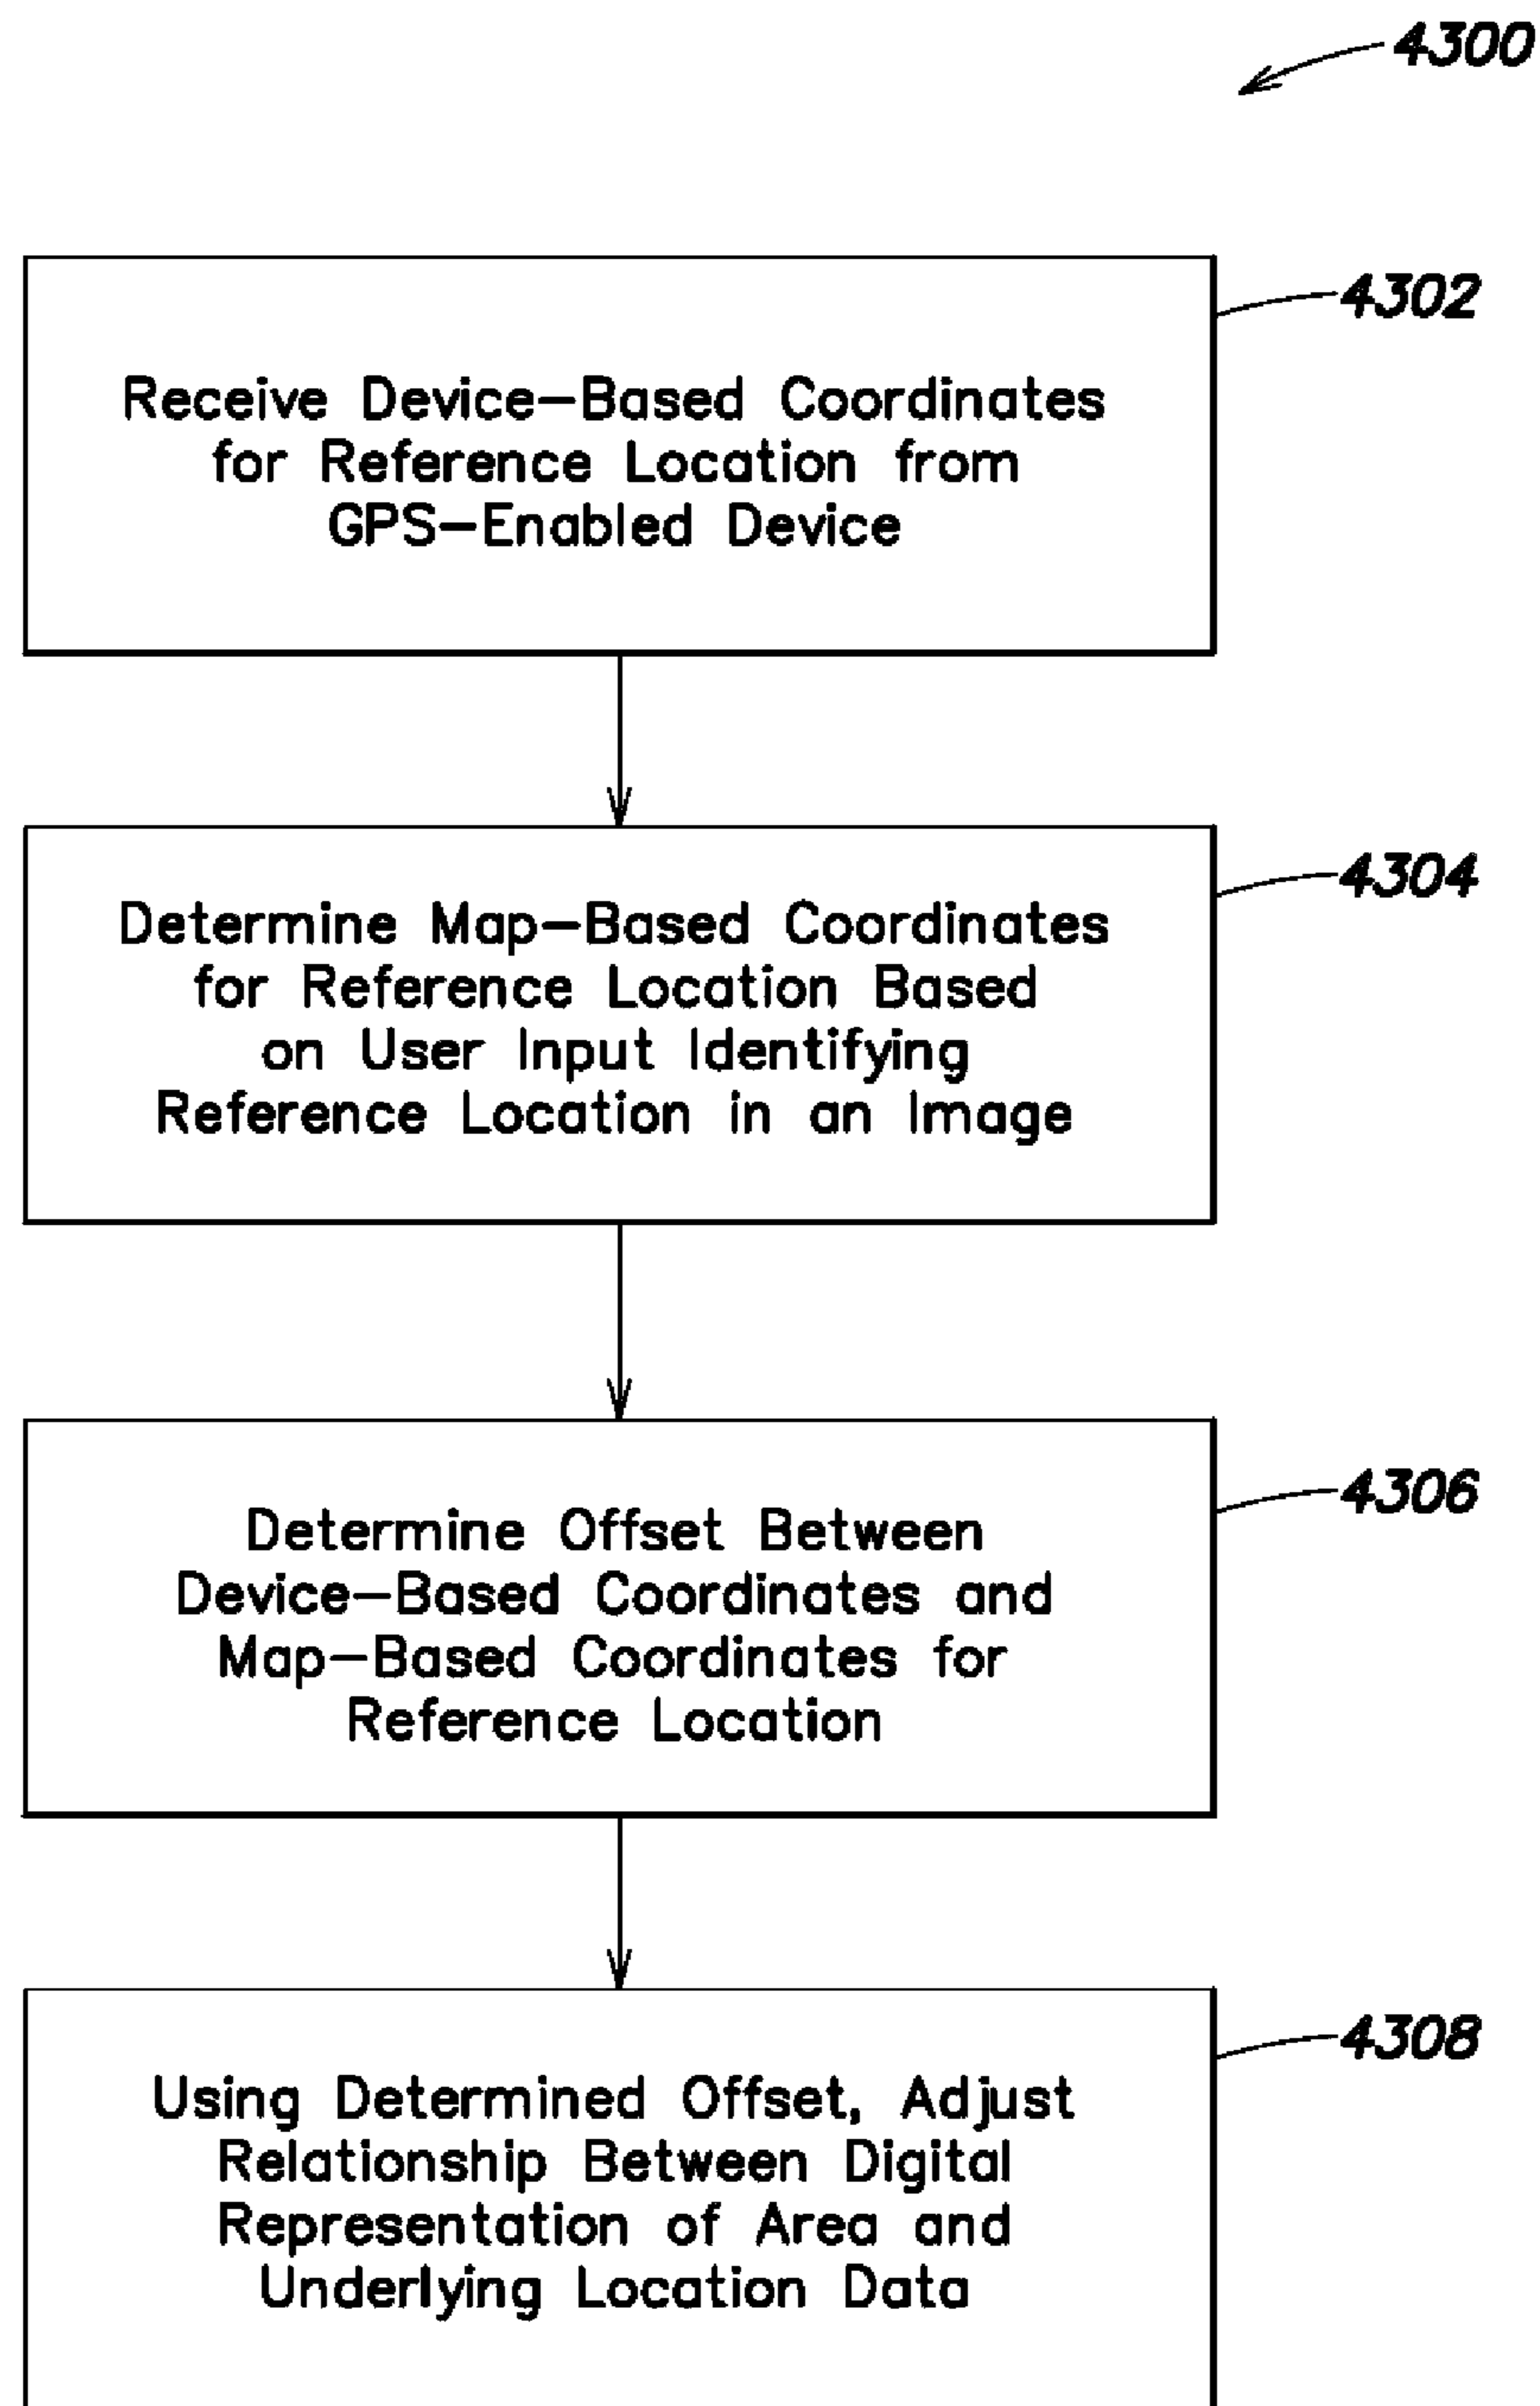 4300
4302
Receive Device-Based Coordinates
for Reference Location from
GPS-Enabled Device
4304
Determine Map-Based Coordinates
for Reference Location Based
on User Input Identifying
Reference Location in an Image
4306
Determine Offset Between
Device-Based Coordinates and
Map-Based Coordinates for
Reference Location
4308
Using Determined Offset, Adjust
Relationship Between Digital
Representation of Area and
Underlying Location Data